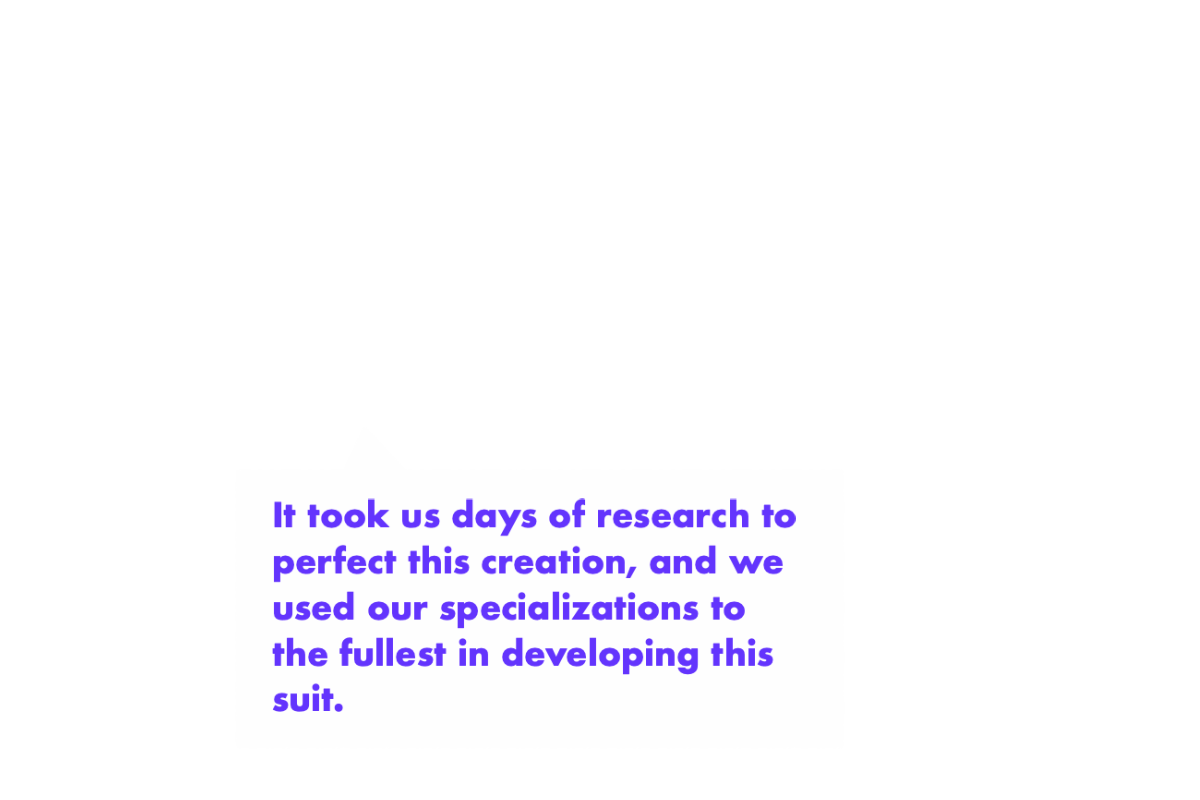 It took us days of research to
perfect this creation, and we
used our specializations to
the fullest in developing this
suit.